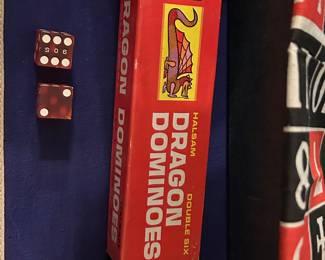 HALSAM
DOUBLE SIX
DRAGON
DOMINOES
DRAGON DOMINOES